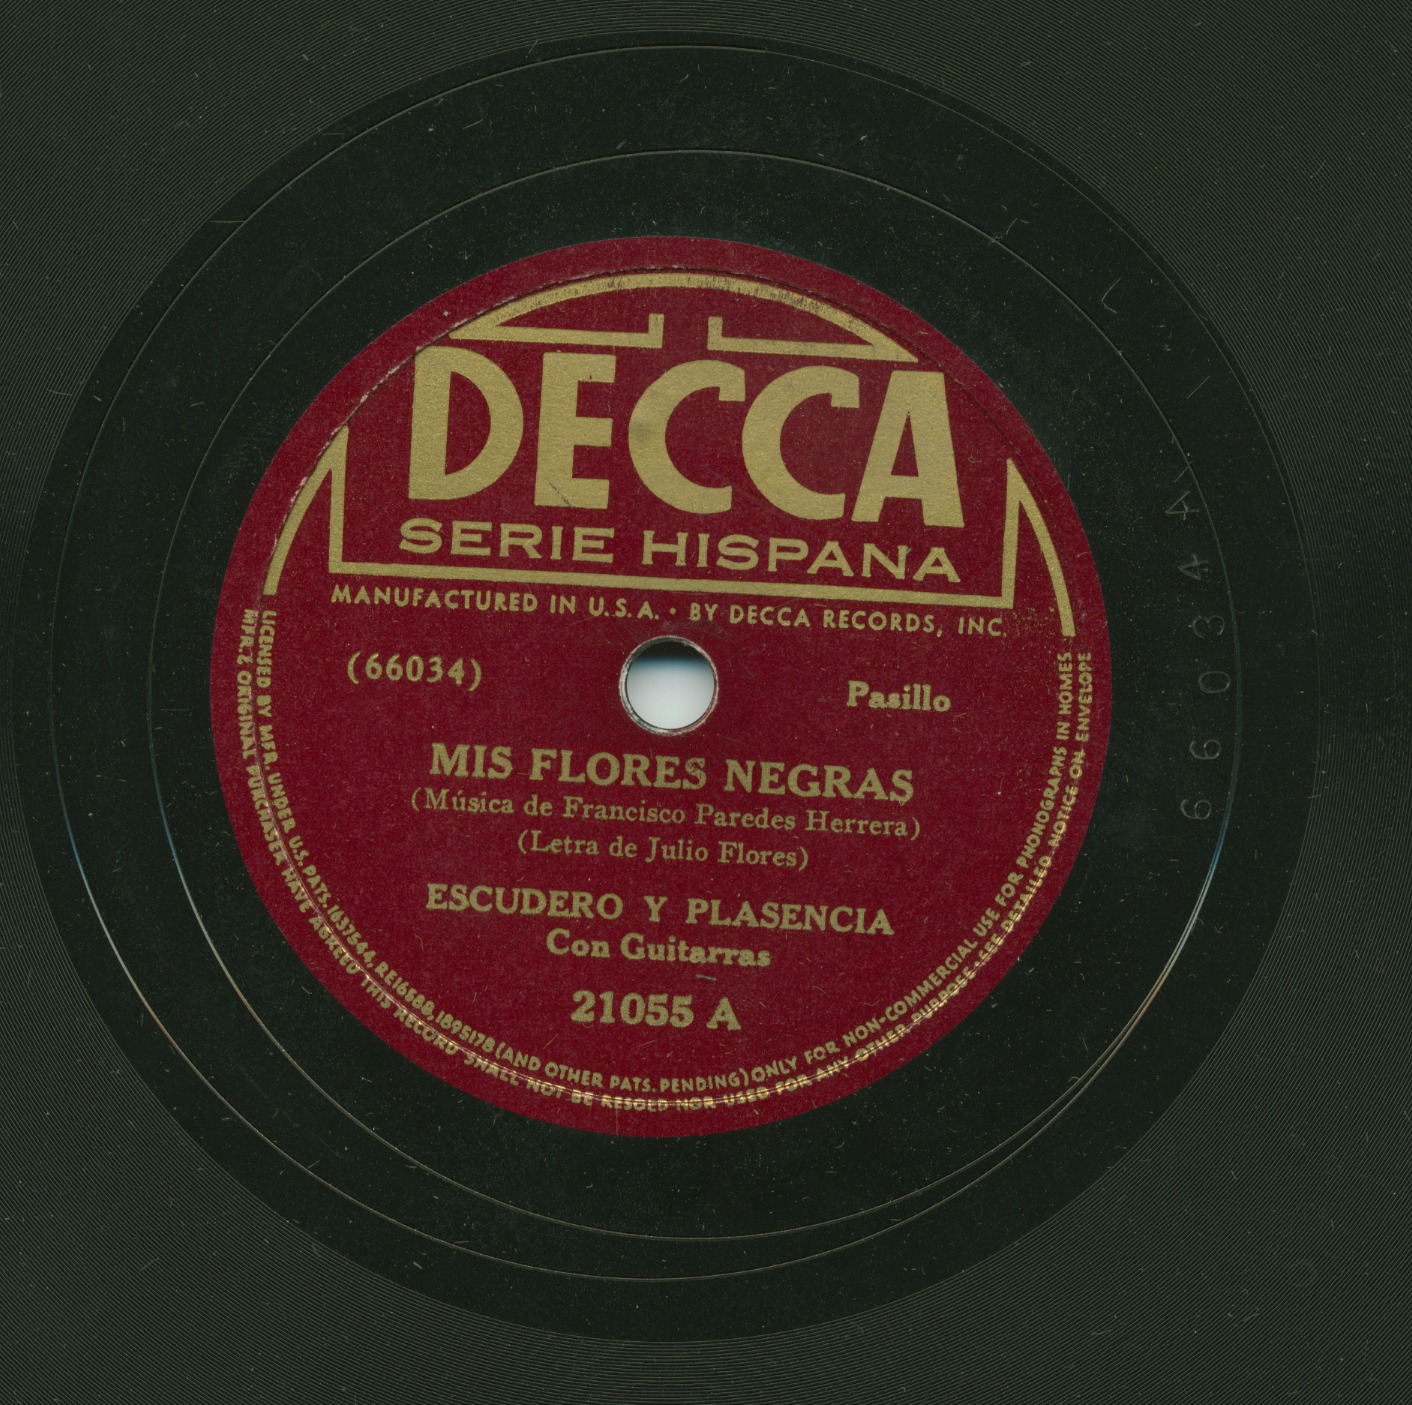 DECCA
SERIE HISPANA
MANUFACTURED IN U.S.A. • BY DECCA RECORDS, INC.
(66034)
Pasillo
MIS FLORES NEGRAS
(Música de Francisco Paredes Herrera)
(Letra de Julio Flores)
ESCUDERO Y PLASENCIA
Con Guitarras
21055 A
LICENSED BY MFR. UNDER U.S. PATS. 1637544, RE16588, 1895178 (AND OTHER PATS. PENDING) ONLY FOR NON-COMMERCIAL USE FOR PHONOGRAPHS IN HOMES.
MFR. & ORIGINAL PURCHASER HAVE AGREED THIS RECORD SHALL NOT BE RESOLD NOR USED FOR ANY OTHER PURPOSE. SEE DETAILED NOTICE ON ENVELOPE
66034 A